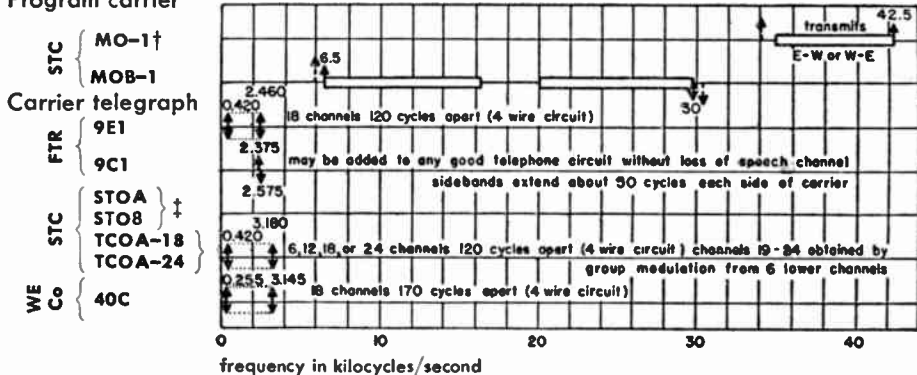 Program carrier
STC { MO-1† transmits 42.5
E-W or W-E
MOB-1 6.5 30
Carrier telegraph
FTR { 9E1 0.420 2.460 18 channels 120 cycles apart (4 wire circuit)
9C1 2.375 may be added to any good telephone circuit without loss of speech channel
2.575 sidebands extend about 50 cycles each side of carrier
STC { STOA
STO8 } ‡
TCOA-18
TCOA-24 } 0.420 3.180 6, 12, 18, or 24 channels 120 cycles apart (4 wire circuit) channels 19-24 obtained by
group modulation from 6 lower channels
WE Co { 40C 0.255 3.145 18 channels 170 cycles apart (4 wire circuit)
0 10 20 30 40
frequency in kilocycles/second